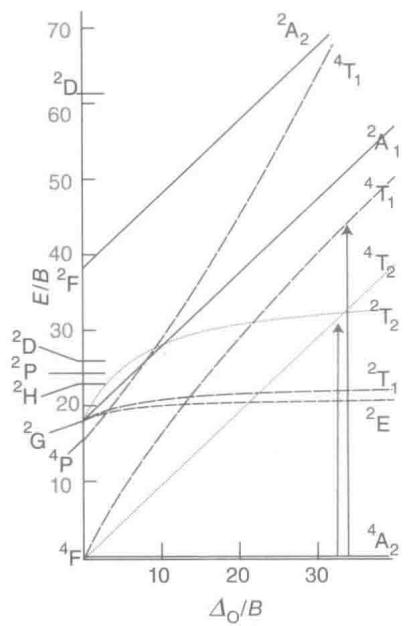 70
²A₂
²D
⁴T₁
60
²A₁
50
⁴T₁
40
⁴T₂
²F
E/B
²T₂
30
²D
²P
²H
²T₁
20
²E
²G
⁴P
10
⁴F
⁴A₂
10 20 30
Δ₀/B